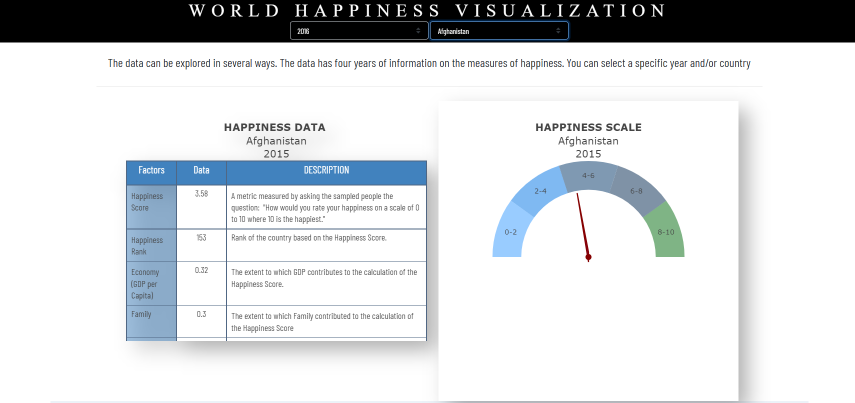 WORLD HAPPINESS VISUALIZATION
2016
Afghanistan
The data can be explored in several ways. The data has four years of information on the measures of happiness. You can select a specific year and/or country
HAPPINESS DATA
Afghanistan
2015
Factors Data DESCRIPTION
Happiness Score 3.58 A metric measured by asking the sampled people the
question: "How would you rate your happiness on a scale of 0
to 10 where 10 is the happiest."
Happiness Rank 153 Rank of the country based on the Happiness Score.
Economy (GDP per Capita) 0.32 The extent to which GDP contributes to the calculation of the
Happiness Score.
Family 0.3 The extent to which Family contributed to the calculation of
the Happiness Score
HAPPINESS SCALE
Afghanistan
2015
0-2
2-4
4-6
6-8
8-10